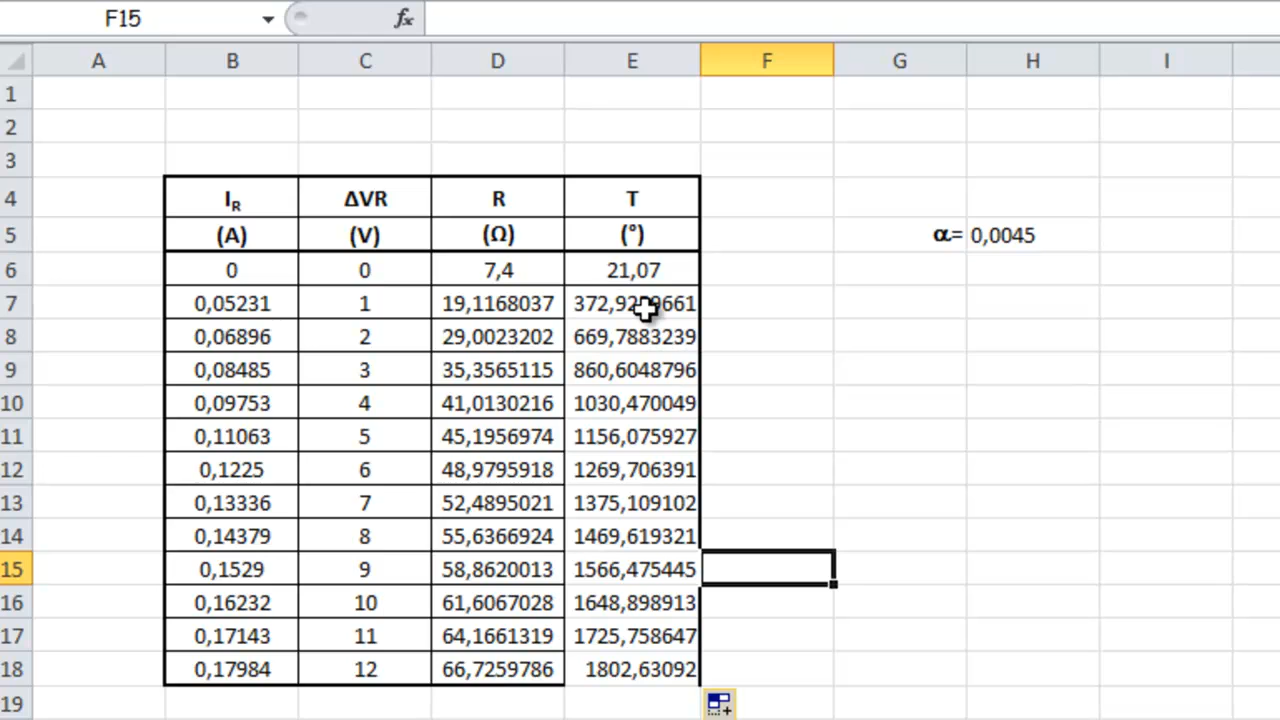 F15 fx
A B C D E F G H I
1
2
3
4 IR ΔVR R T
5 (A) (V) (Ω) (°) α= 0,0045
6 0 0 7,4 21,07
7 0,05231 1 19,1168037
8 0,06896 2 29,0023202 669,7883239
9 0,08485 3 35,3565115 860,6048796
10 0,09753 4 41,0130216 1030,470049
11 0,11063 5 45,1956974 1156,075927
12 0,1225 6 48,9795918 1269,706391
13 0,13336 7 52,4895021 1375,109102
14 0,14379 8 55,6366924 1469,619321
15 0,1529 9 58,8620013 1566,475445
16 0,16232 10 61,6067028 1648,898913
17 0,17143 11 64,1661319 1725,758647
18 0,17984 12 66,7259786 1802,63092
19